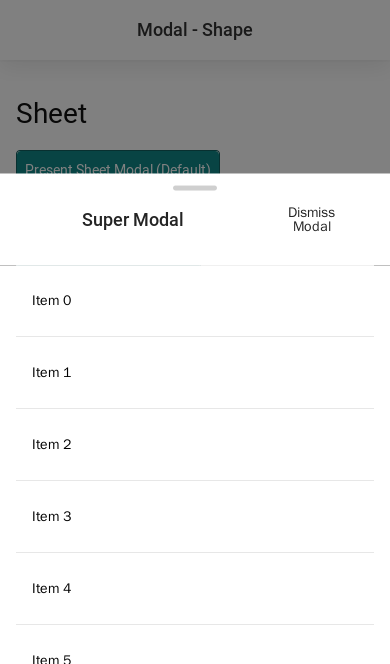 Modal - Shape
Sheet
Present Sheet Modal (Default)
Super Modal
Dismiss
Modal
Item 0
Item 1
Item 2
Item 3
Item 4
Item 5